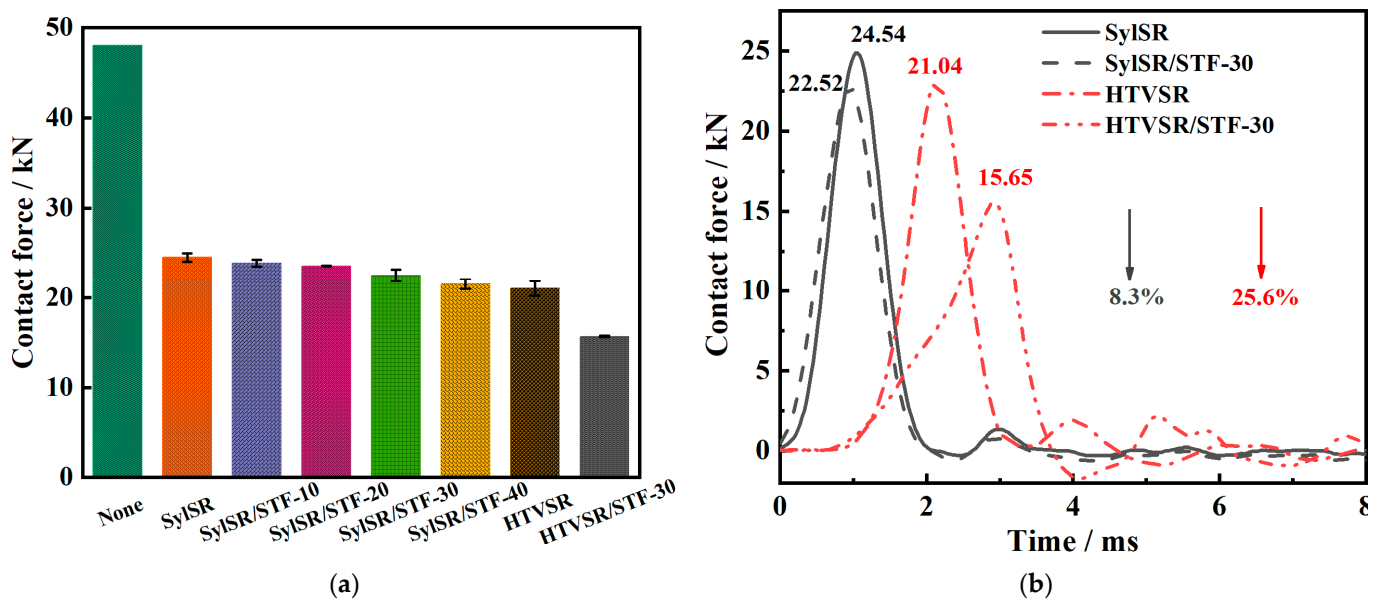 50
40
30
20
10
0
Contact force / kN
None
SylSR
SylSR/STF-10
SylSR/STF-20
SylSR/STF-30
SylSR/STF-40
HTVSR
HTVSR/STF-30
(a)
25
20
15
10
5
0
Contact force / kN
24.54
22.52
21.04
15.65
SylSR
SylSR/STF-30
HTVSR
HTVSR/STF-30
8.3%
25.6%
0
2
4
6
8
Time / ms
(b)